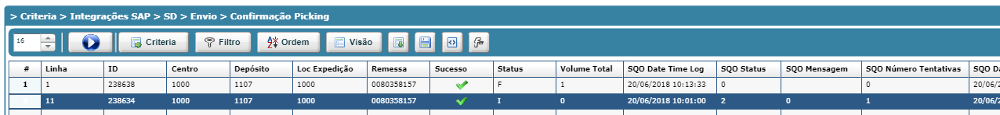 > Criteria > Integrações SAP > SD > Envio > Confirmação Picking
16 Criteria Filtro Ordem Visão
# Linha ID Centro Depósito Loc Expedição Remessa Sucesso Status Volume Total SQO Date Time Log SQO Status SQO Mensagem SQO Número Tentativas SQO Da
1 1 238638 1000 1107 1000 0080358157 F 1 20/06/2018 10:13:33 0 0 20/06/2
2 11 238634 1000 1107 1000 0080358157 I 0 20/06/2018 10:01:00 2 0 1 20/06/2